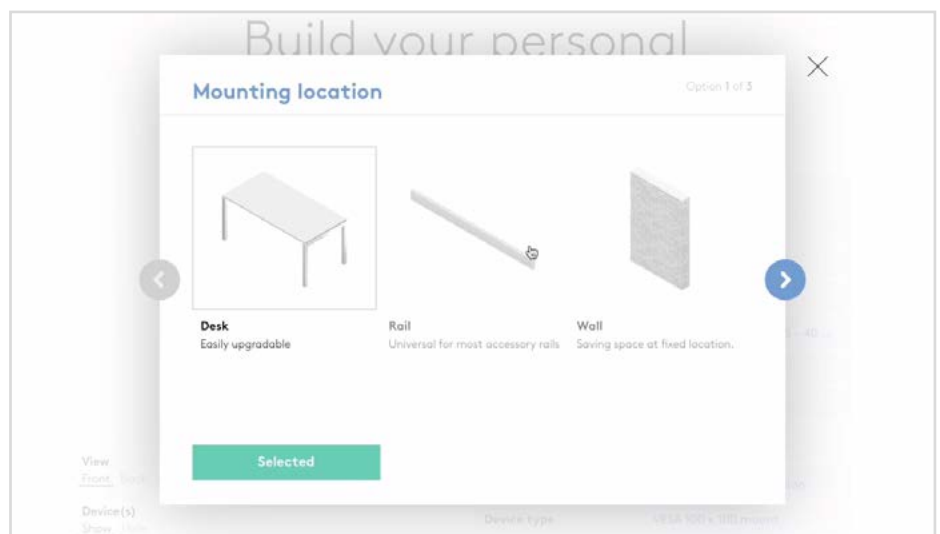 Build your personal
Mounting location
Option 1 of 3
Desk
Easily upgradable
Rail
Universal for most accessory rails
Wall
Saving space at fixed location.
Selected
View
Front
Device(s)
Show Hide
Device type